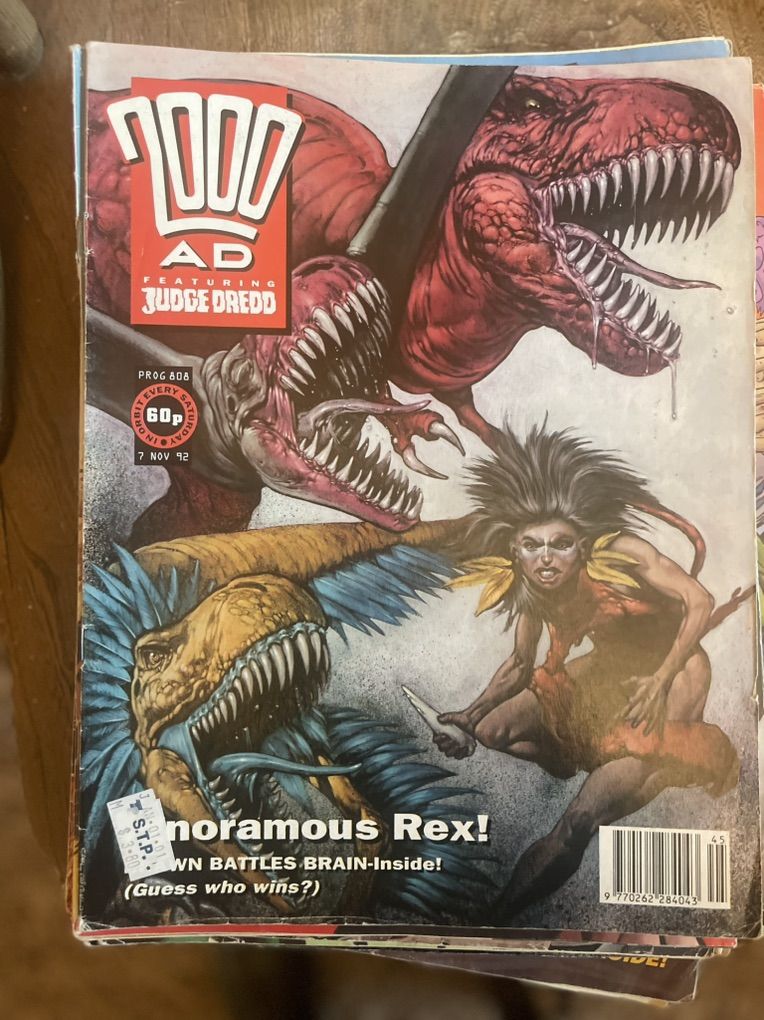 2000
AD
FEATURING
JUDGE DREDD
PROG 808
IN ORBIT EVERY SATURDAY
60p
7 NOV 92
noramous Rex!
WN BATTLES BRAIN-Inside!
(Guess who wins?)
T.S.T.P.
45
9 770262 284043